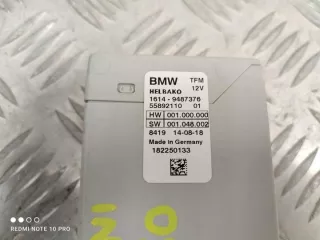 BMW TFM
12V
HELBAKO
1614 - 9487376
55892110 01
HW 001.000.000
SW 001.048.002
8419 14-08-18
Made in Germany
182250133
20
REDMI NOTE 10 PRO